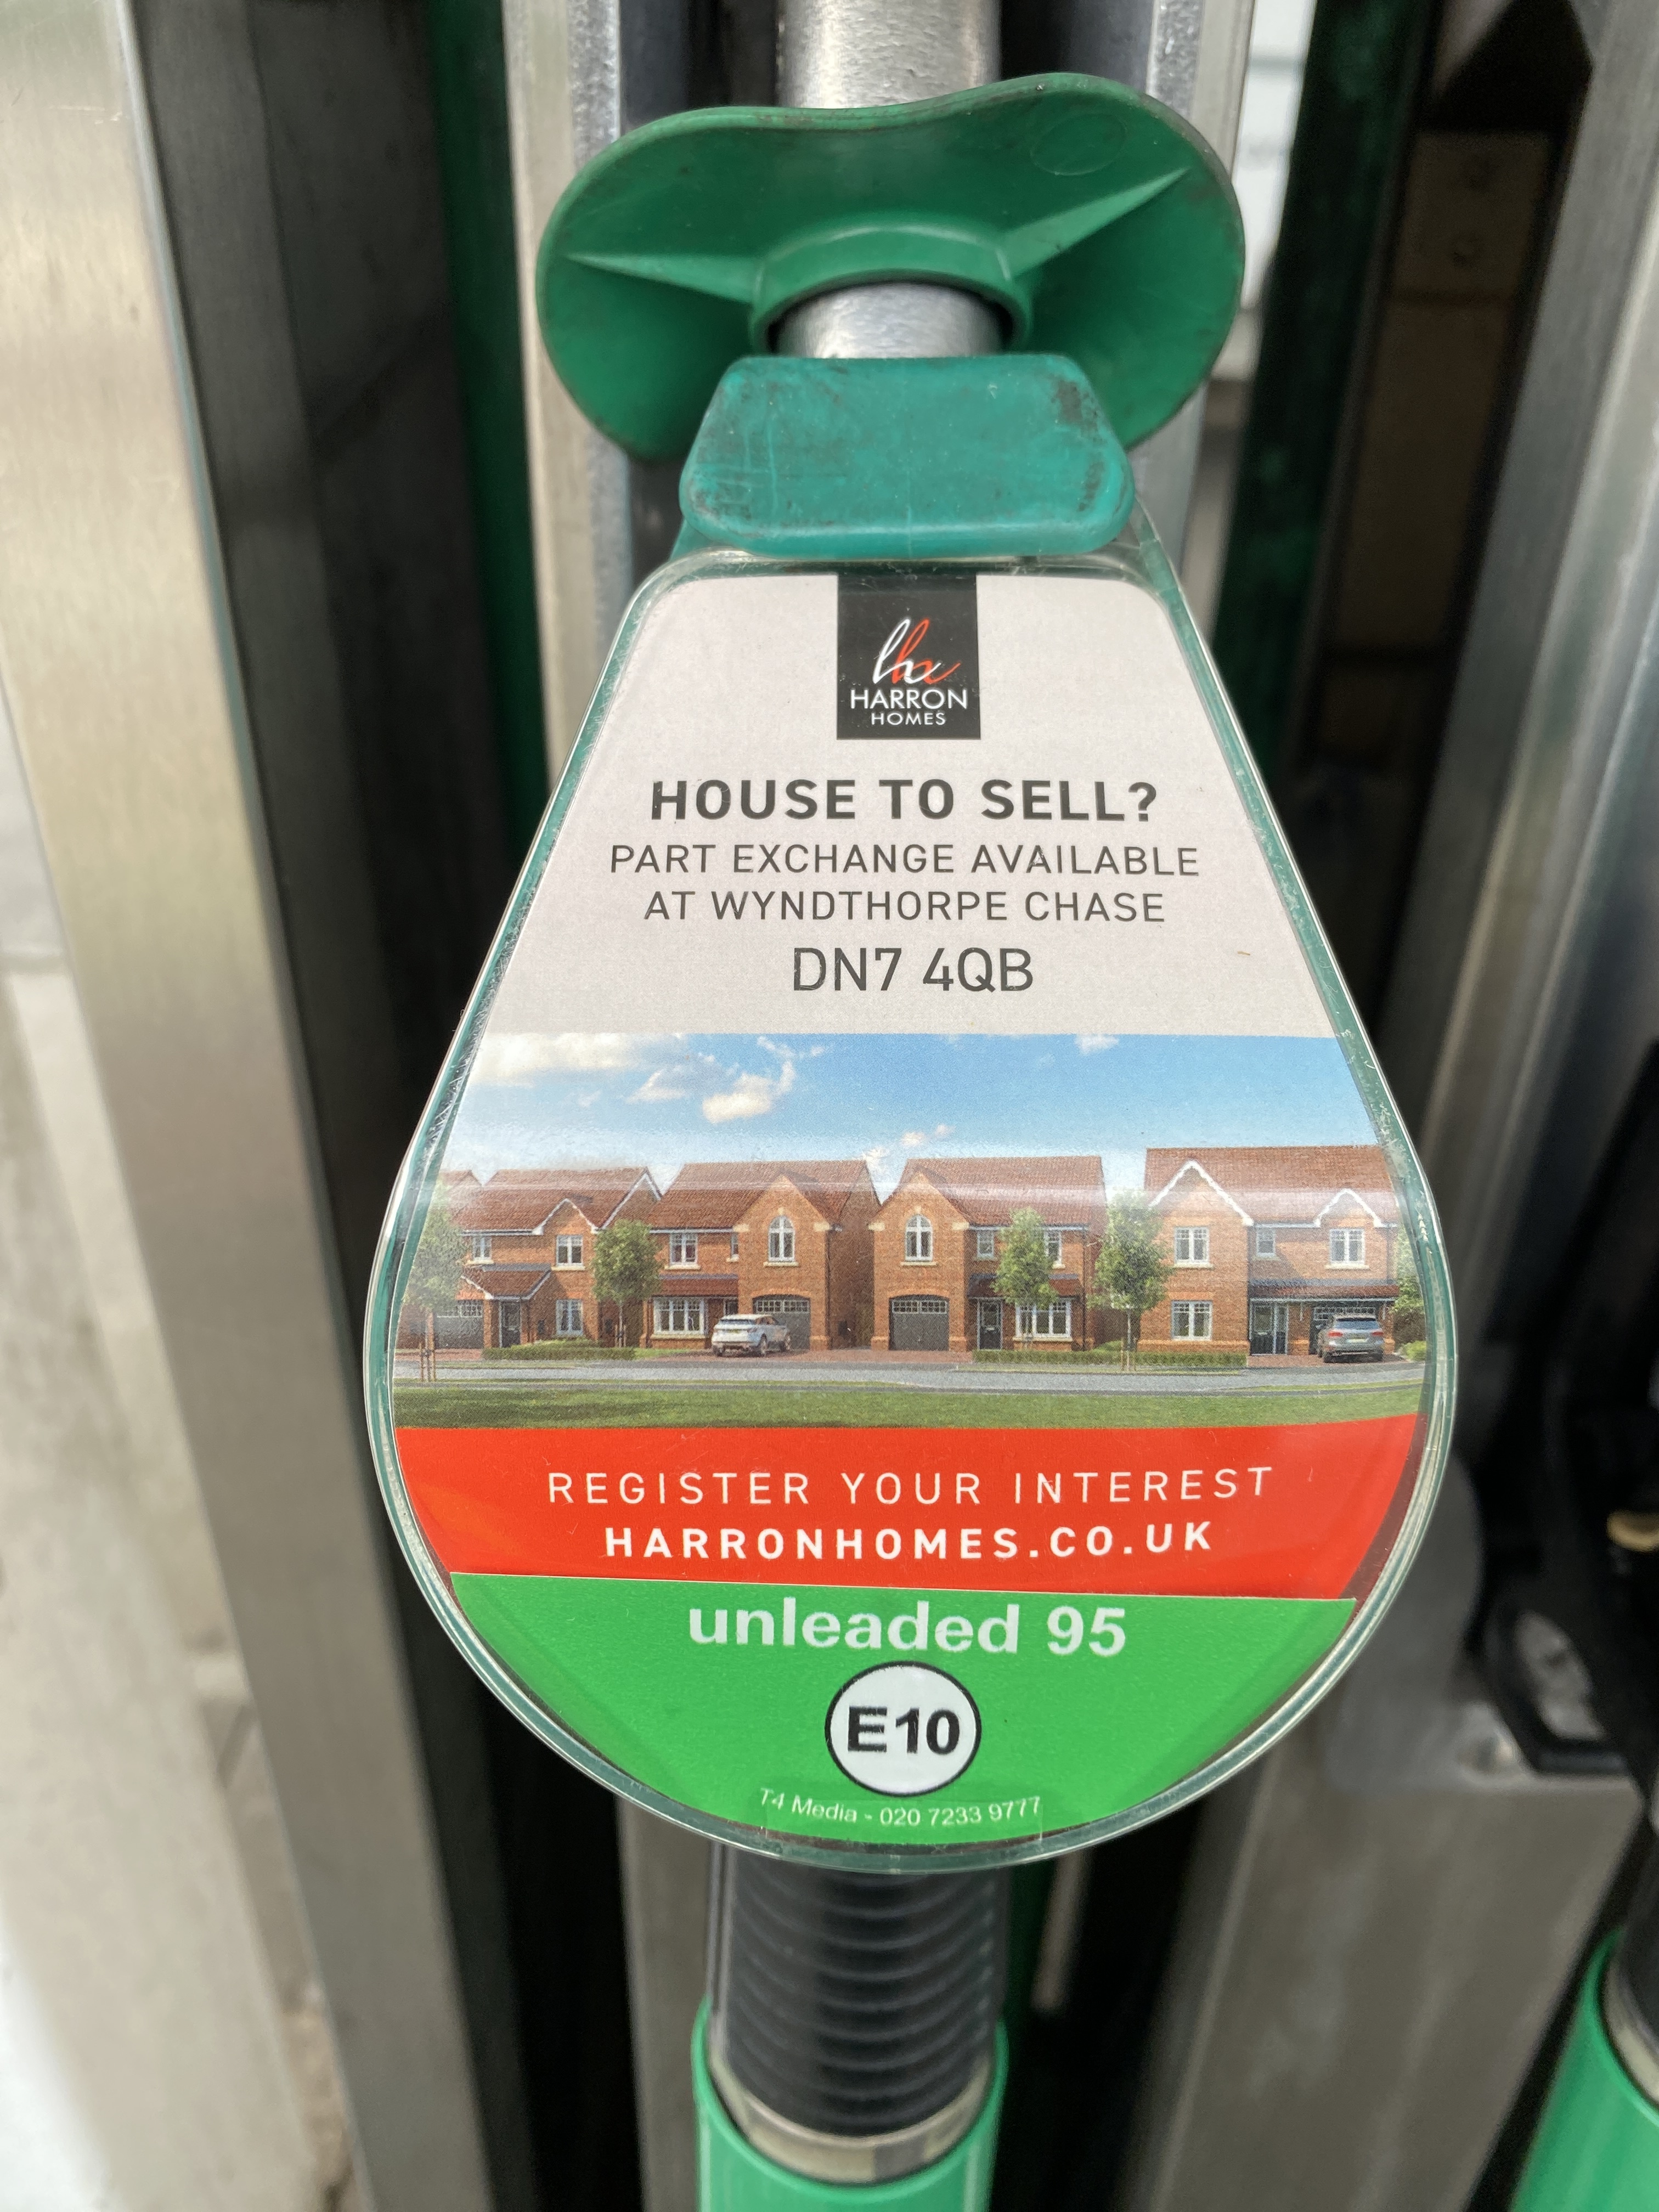 HARRON
HOMES
HOUSE TO SELL?
PART EXCHANGE AVAILABLE
AT WYNDTHORPE CHASE
DN7 4QB
REGISTER YOUR INTEREST
HARRONHOMES.CO.UK
unleaded 95
E10
T4 Media - 020 7233 9777